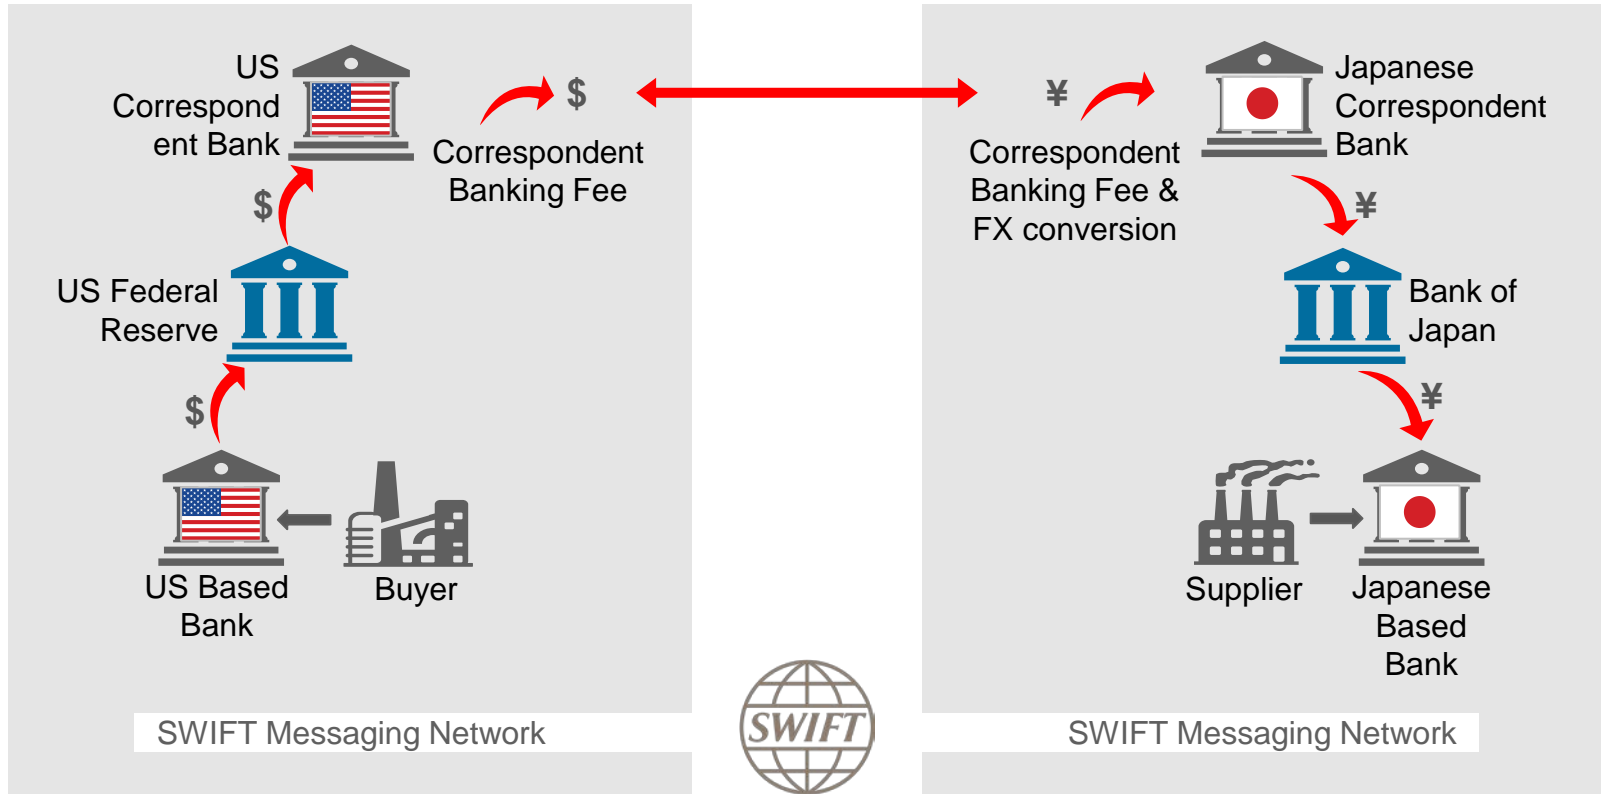 US
Correspond
ent Bank
$
Correspondent
Banking Fee
$
US Federal
Reserve
$
US Based
Bank
Buyer
SWIFT Messaging Network
SWIFT
¥
Correspondent
Banking Fee &
FX conversion
Japanese
Correspondent
Bank
¥
Bank of
Japan
¥
Supplier
Japanese
Based
Bank
SWIFT Messaging Network